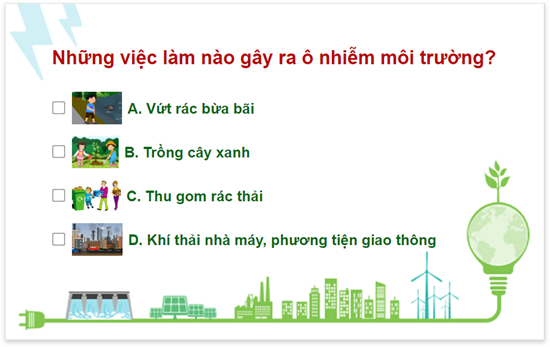 Những việc làm nào gây ra ô nhiễm môi trường?
A. Vứt rác bừa bãi
B. Trồng cây xanh
C. Thu gom rác thải
D. Khí thải nhà máy, phương tiện giao thông